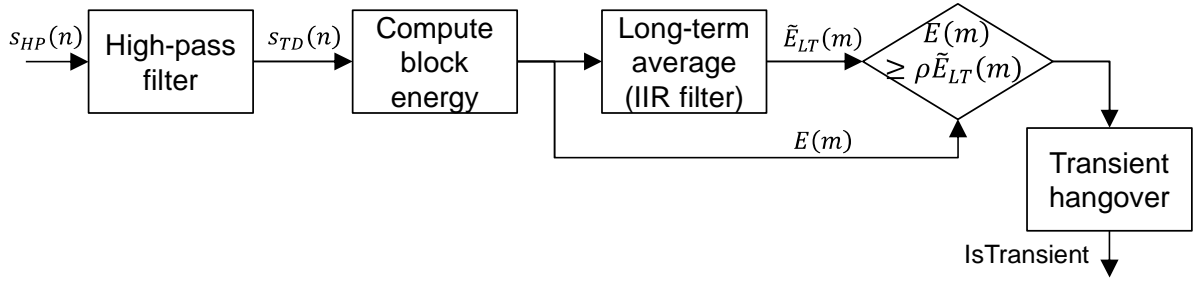 s_HP(n)
High-pass
filter
s_TD(n)
Compute
block
energy
Long-term
average
(IIR filter)
Ẽ_LT(m)
E(m)
≥ ρẼ_LT(m)
E(m)
Transient
hangover
IsTransient